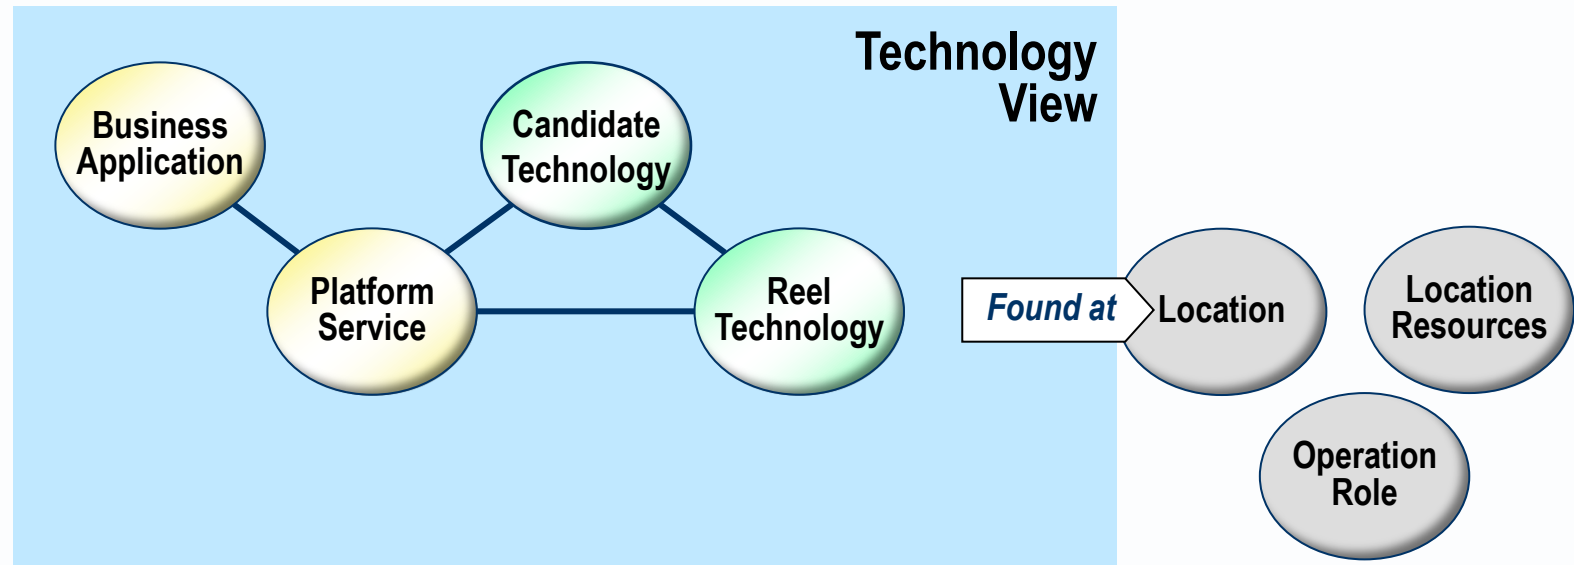 Technology
View
Business
Application
Candidate
Technology
Platform
Service
Reel
Technology
Found at
Location
Location
Resources
Operation
Role